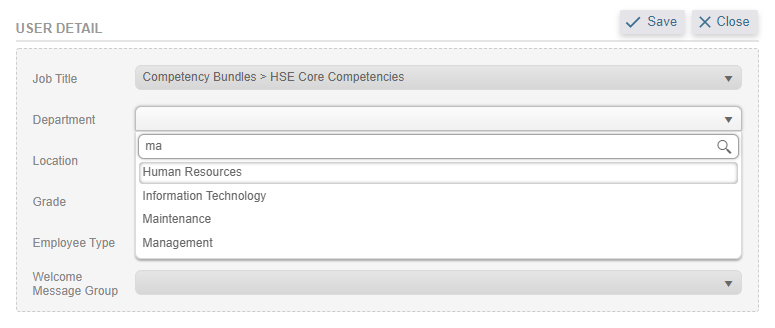 USER DETAIL
Save
Close
Job Title
Competency Bundles > HSE Core Competencies
Department
ma
Location
Human Resources
Information Technology
Grade
Maintenance
Employee Type
Management
Welcome
Message Group